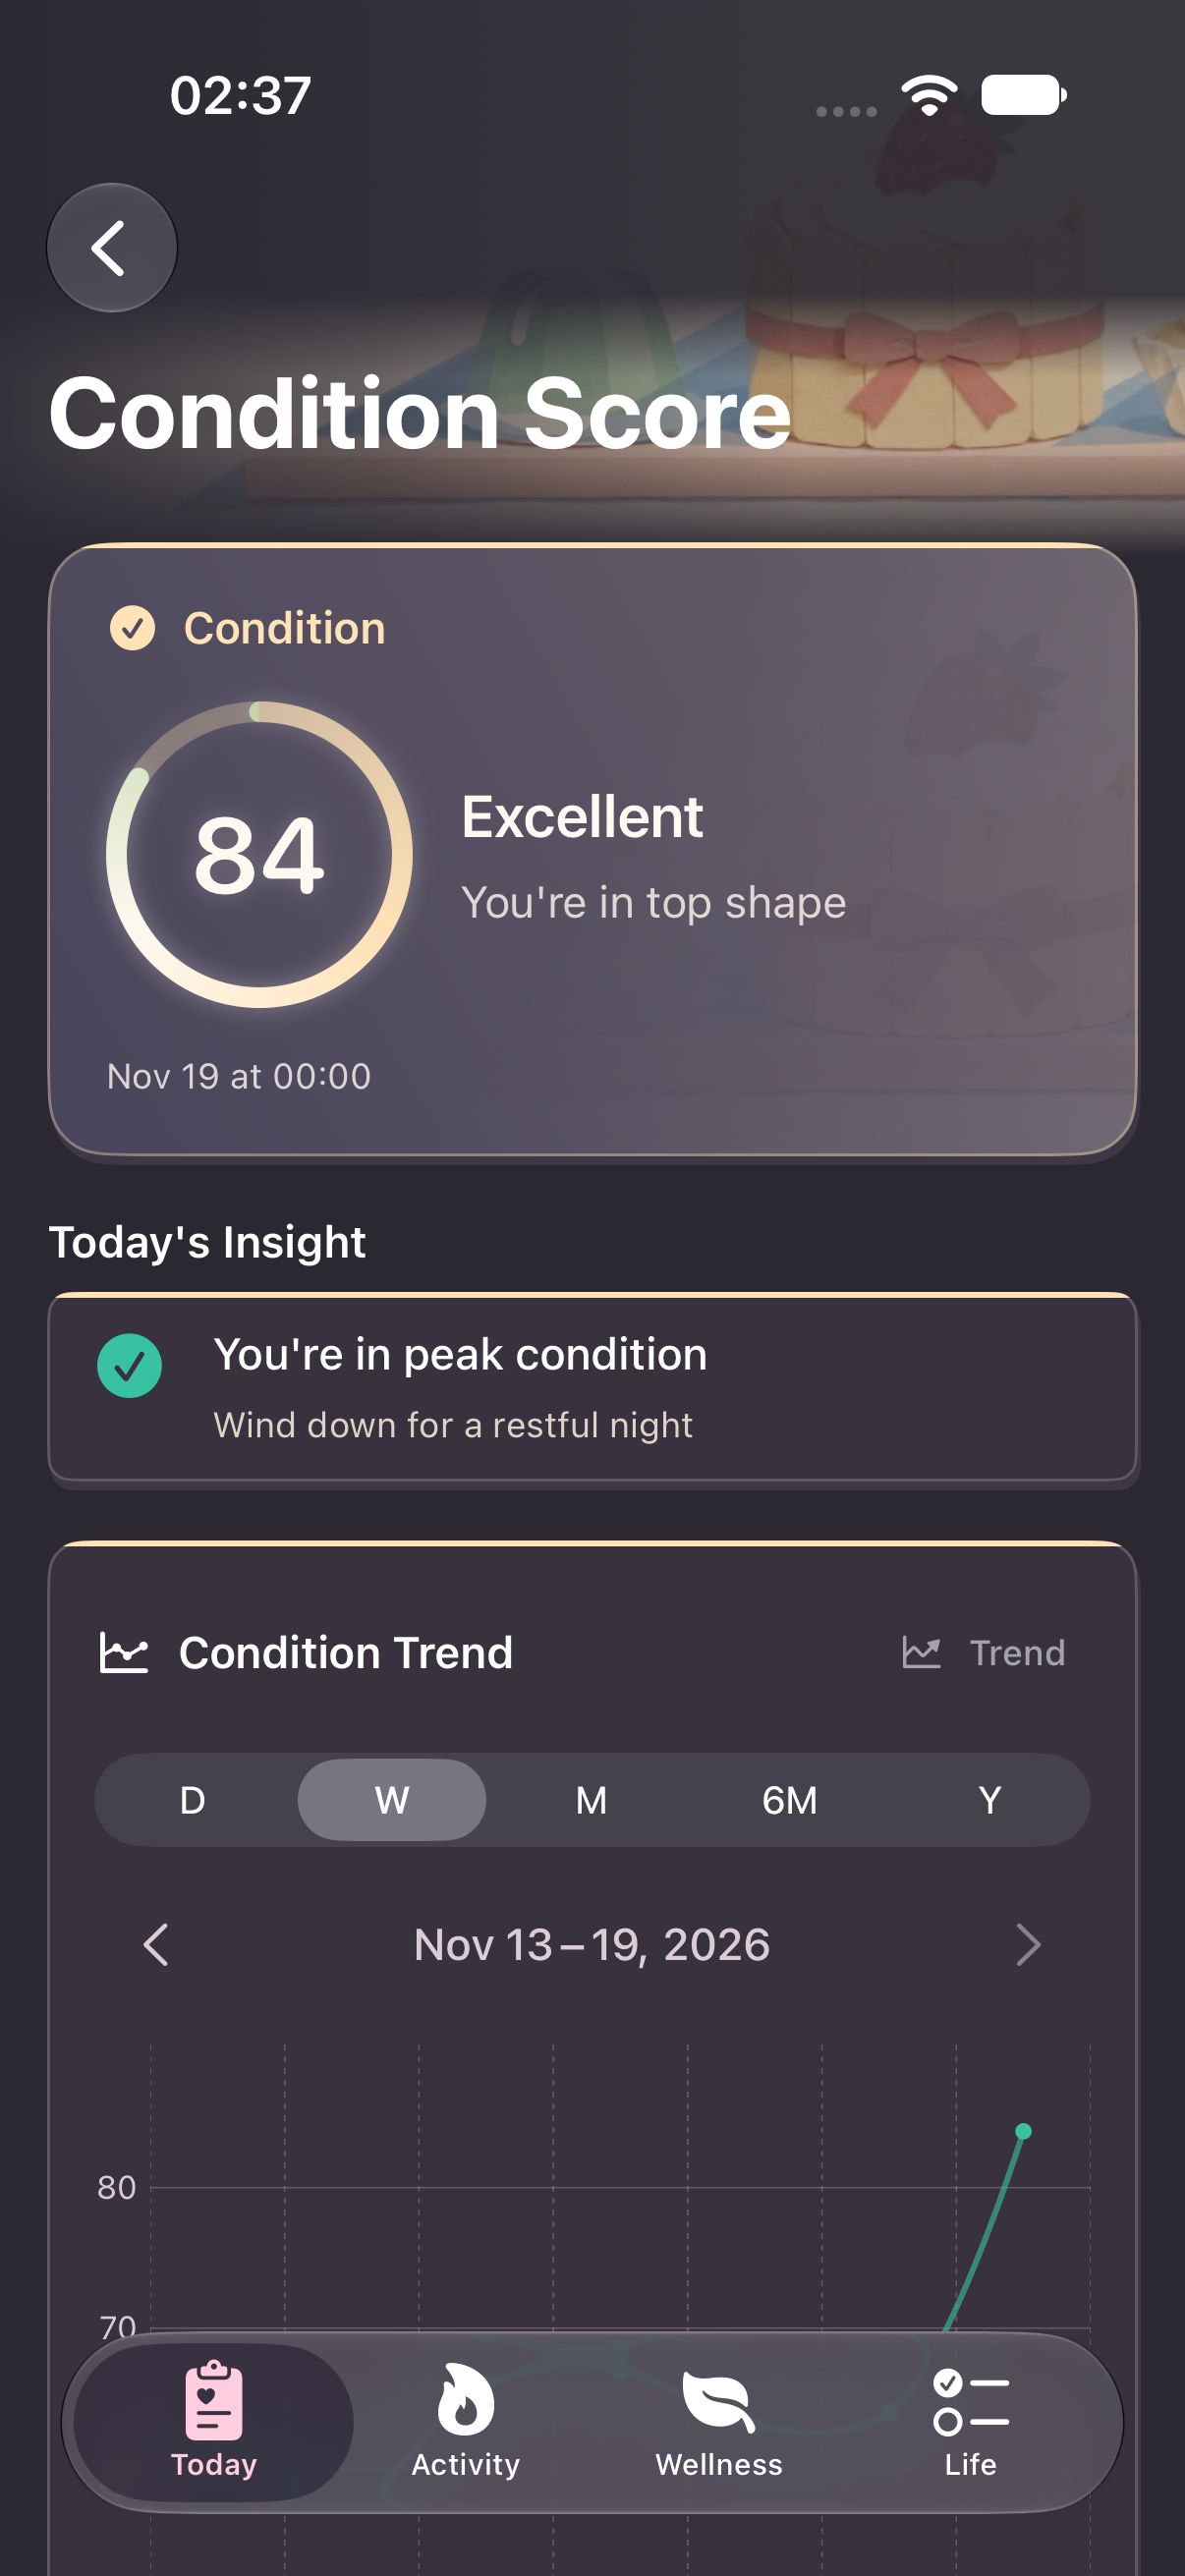 02:37
Condition Score
Condition
84
Excellent
You're in top shape
Nov 19 at 00:00
Today's Insight
You're in peak condition
Wind down for a restful night
Condition Trend
Trend
D W M 6M Y
Nov 13–19, 2026
80
70
Today Activity Wellness Life